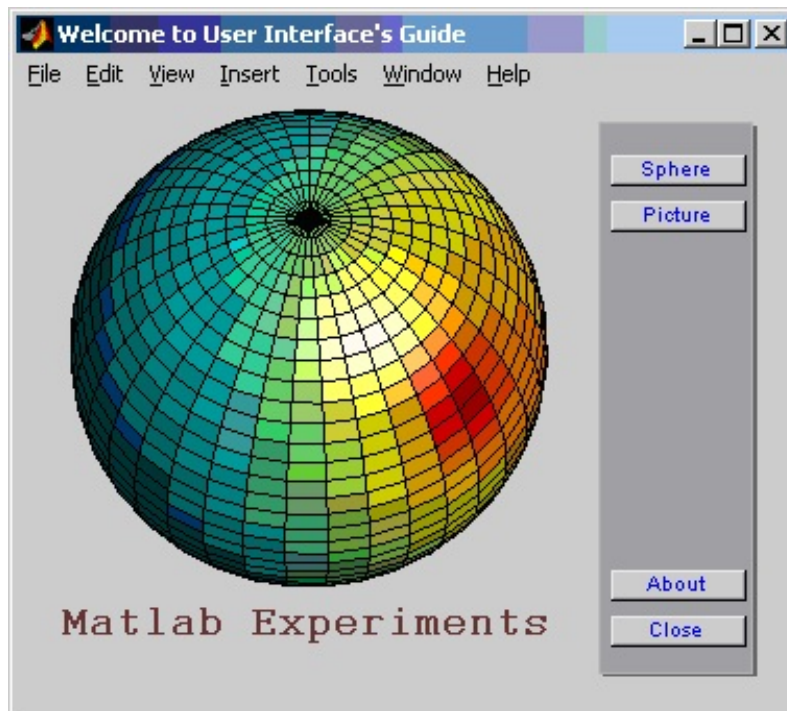 Welcome to User Interface's Guide
File Edit View Insert Tools Window Help
Sphere
Picture
About
Close
Matlab Experiments